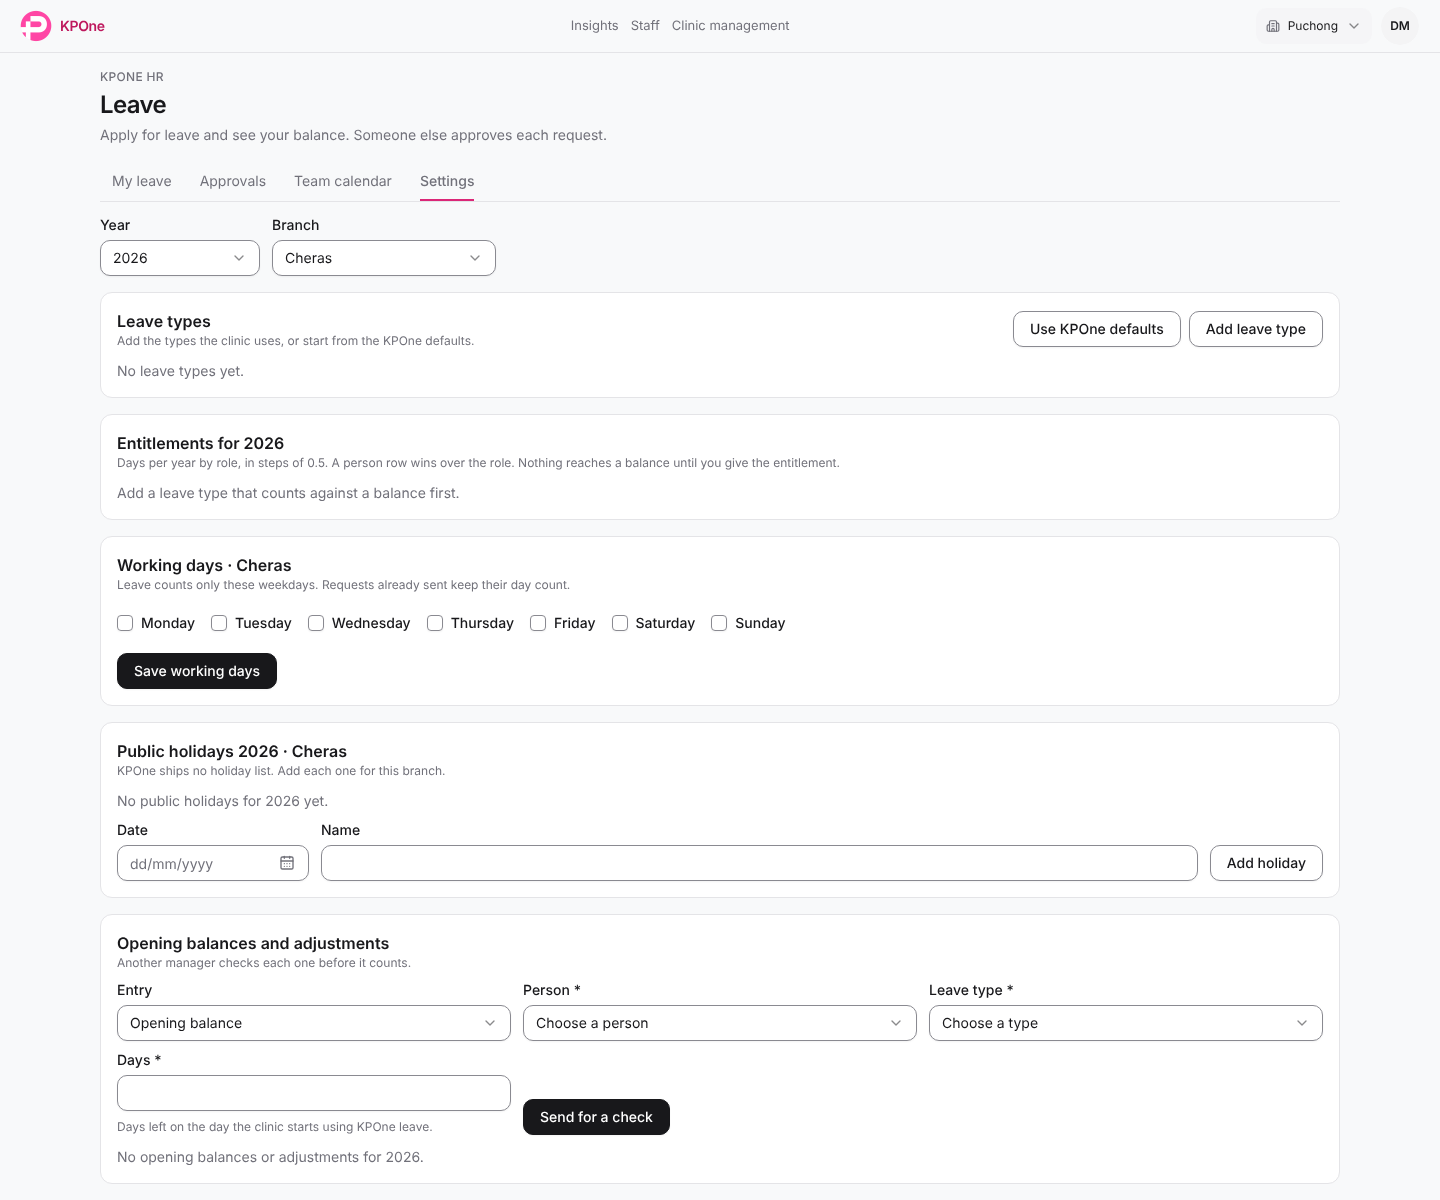 KPOne
Insights Staff Clinic management
Puchong
DM
KPONE HR
Leave
Apply for leave and see your balance. Someone else approves each request.
My leave Approvals Team calendar Settings
Year Branch
2026 Cheras
Leave types
Add the types the clinic uses, or start from the KPOne defaults.
Use KPOne defaults Add leave type
No leave types yet.
Entitlements for 2026
Days per year by role, in steps of 0.5. A person row wins over the role. Nothing reaches a balance until you give the entitlement.
Add a leave type that counts against a balance first.
Working days · Cheras
Leave counts only these weekdays. Requests already sent keep their day count.
Monday Tuesday Wednesday Thursday Friday Saturday Sunday
Save working days
Public holidays 2026 · Cheras
KPOne ships no holiday list. Add each one for this branch.
No public holidays for 2026 yet.
Date Name
dd/mm/yyyy Add holiday
Opening balances and adjustments
Another manager checks each one before it counts.
Entry Person * Leave type *
Opening balance Choose a person Choose a type
Days *
Send for a check
Days left on the day the clinic starts using KPOne leave.
No opening balances or adjustments for 2026.